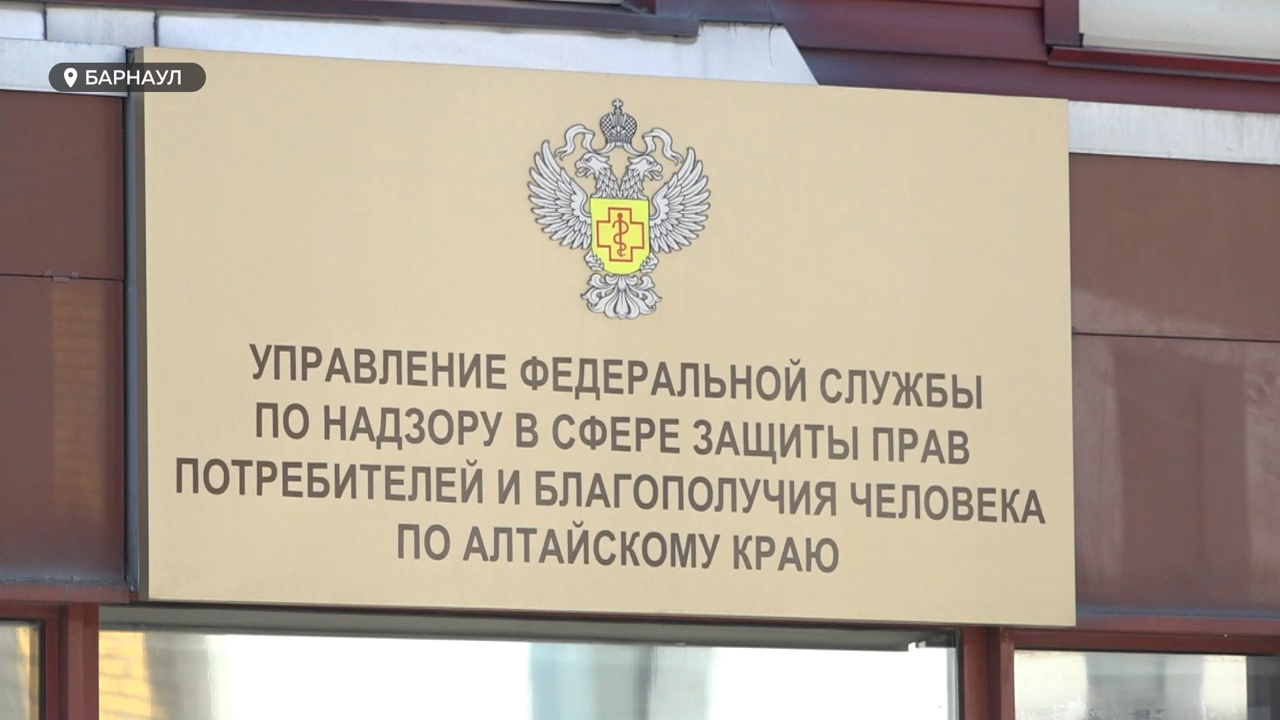 БАРНАУЛ
УПРАВЛЕНИЕ ФЕДЕРАЛЬНОЙ СЛУЖБЫ
ПО НАДЗОРУ В СФЕРЕ ЗАЩИТЫ ПРАВ
ПОТРЕБИТЕЛЕЙ И БЛАГОПОЛУЧИЯ ЧЕЛОВЕКА
ПО АЛТАЙСКОМУ КРАЮ